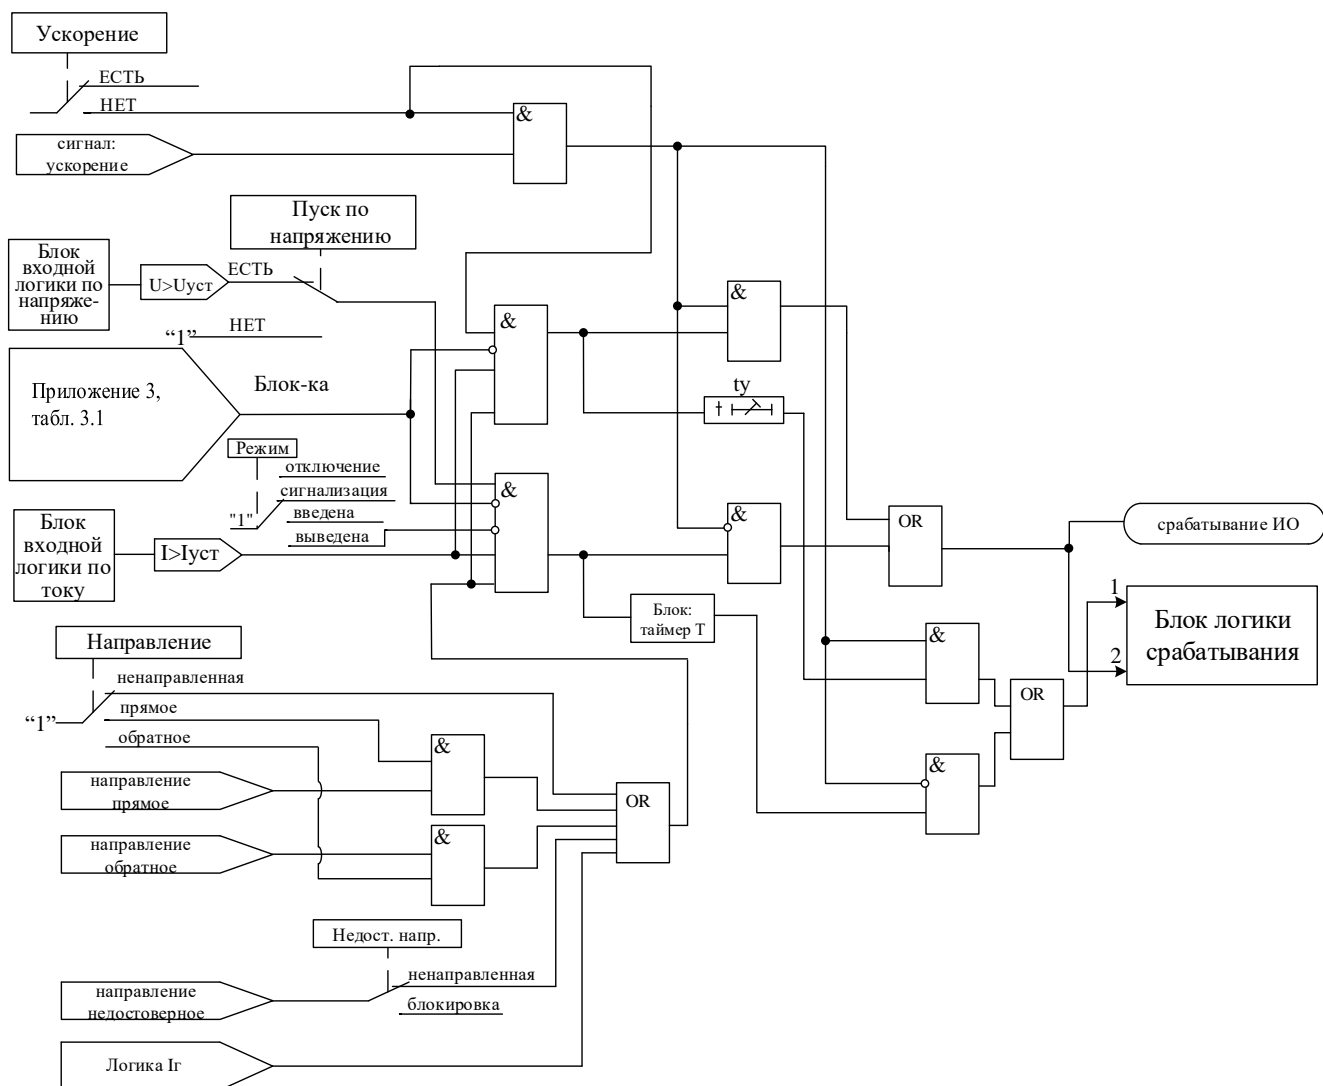 Ускорение
ЕСТЬ
НЕТ
&
сигнал:
ускорение
Пуск по
напряжению
Блок
входной
логики по
напряже-
нию
U>Uуст
ЕСТЬ
“1”
НЕТ
&
&
Приложение 3,
табл. 3.1
Блок-ка
tу
Режим
отключение
сигнализация
"1"
введена
выведена
&
&
OR
срабатывание ИО
Блок
входной
логики по
току
I>Iуст
Блок:
таймер T
1
2
Блок логики
срабатывания
Направление
ненаправленная
“1”
прямое
обратное
&
&
OR
&
направление
прямое
OR
&
направление
обратное
Недост. напр.
ненаправленная
направление
недостоверное
блокировка
Логика Iг